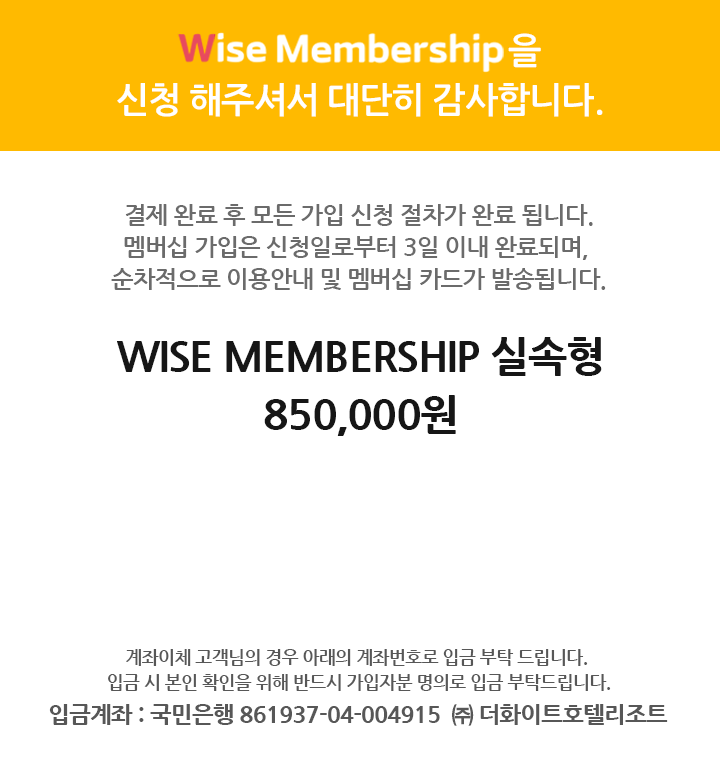 Wise Membership을
신청 해주셔서 대단히 감사합니다.
결제 완료 후 모든 가입 신청 절차가 완료 됩니다.
멤버십 가입은 신청일로부터 3일 이내 완료되며,
순차적으로 이용안내 및 멤버십 카드가 발송됩니다.
WISE MEMBERSHIP 실속형
850,000원
계좌이체 고객님의 경우 아래의 계좌번호로 입금 부탁 드립니다.
입금 시 본인 확인을 위해 반드시 가입자분 명의로 입금 부탁드립니다.
입금계좌 : 국민은행 861937-04-004915 ㈜ 더화이트호텔리조트